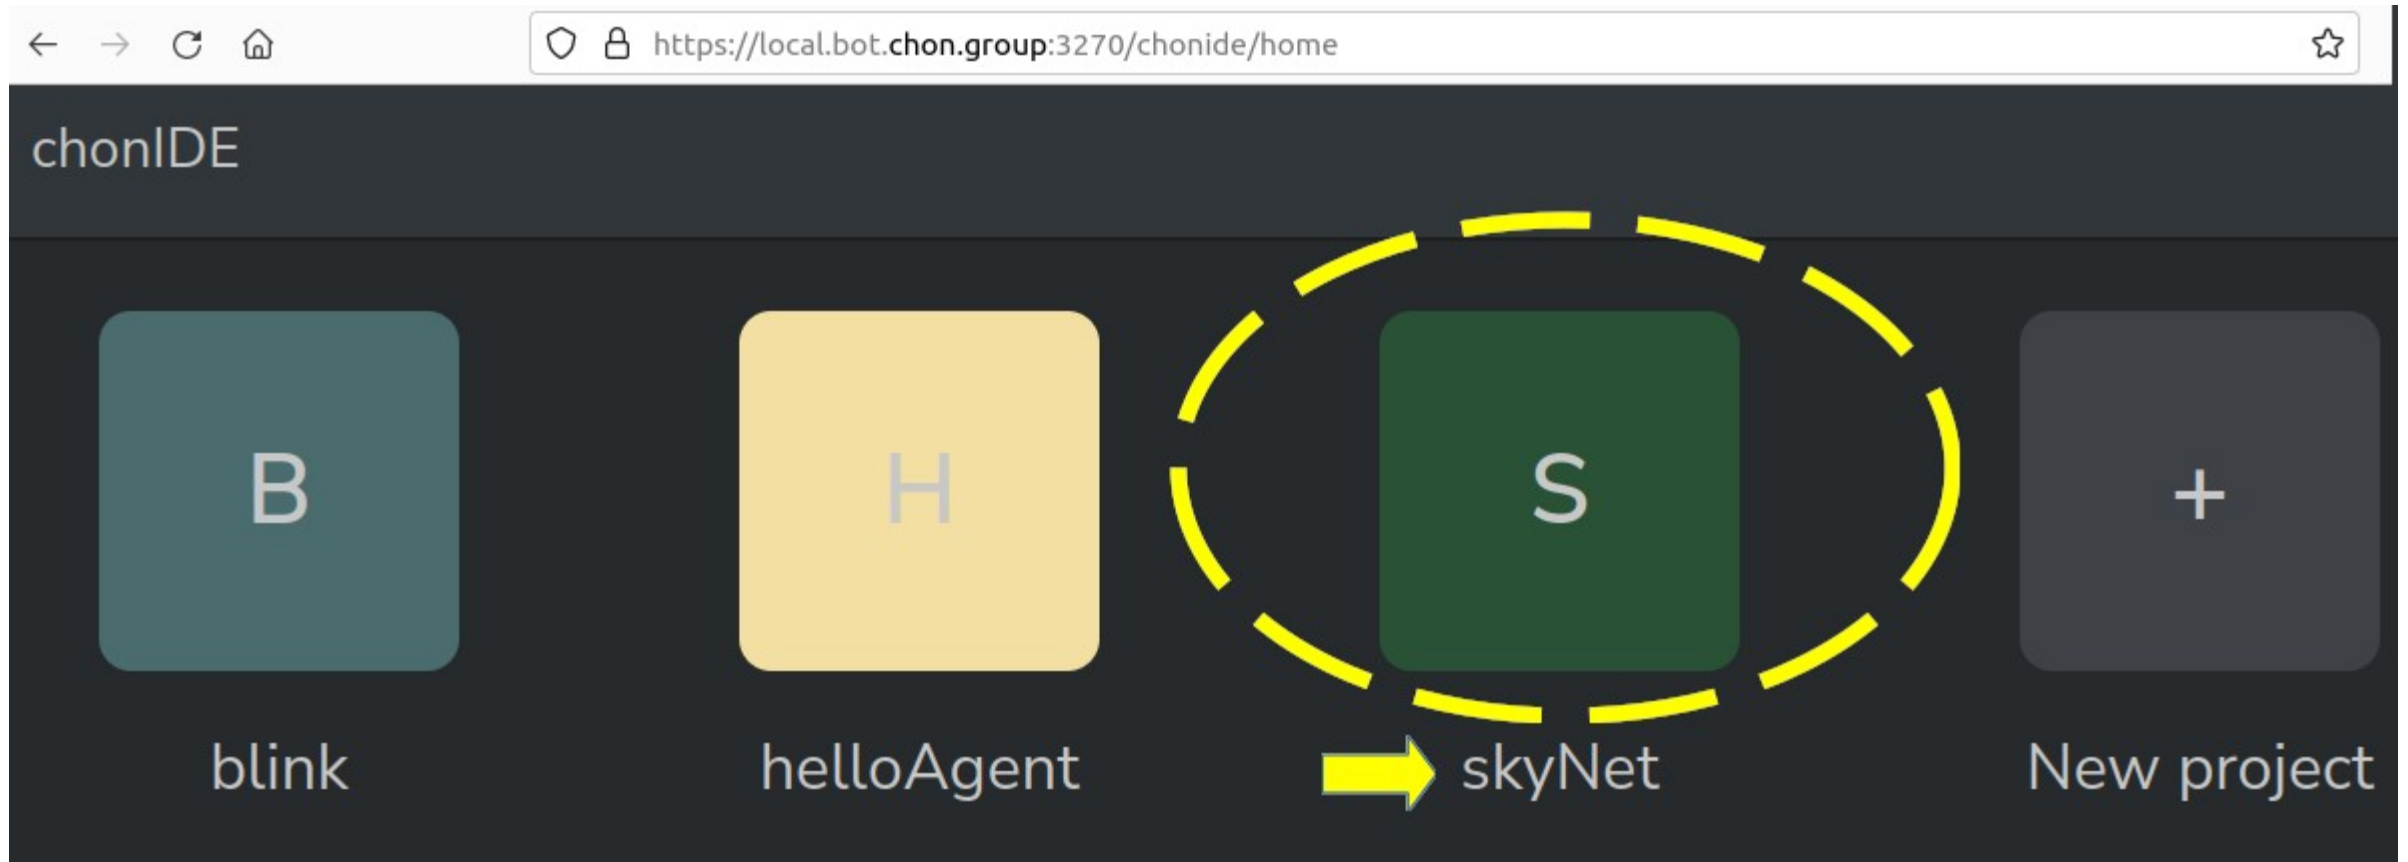 https://local.bot.chon.group:3270/chonide/home
chonIDE
B H S +
blink helloAgent skyNet New project